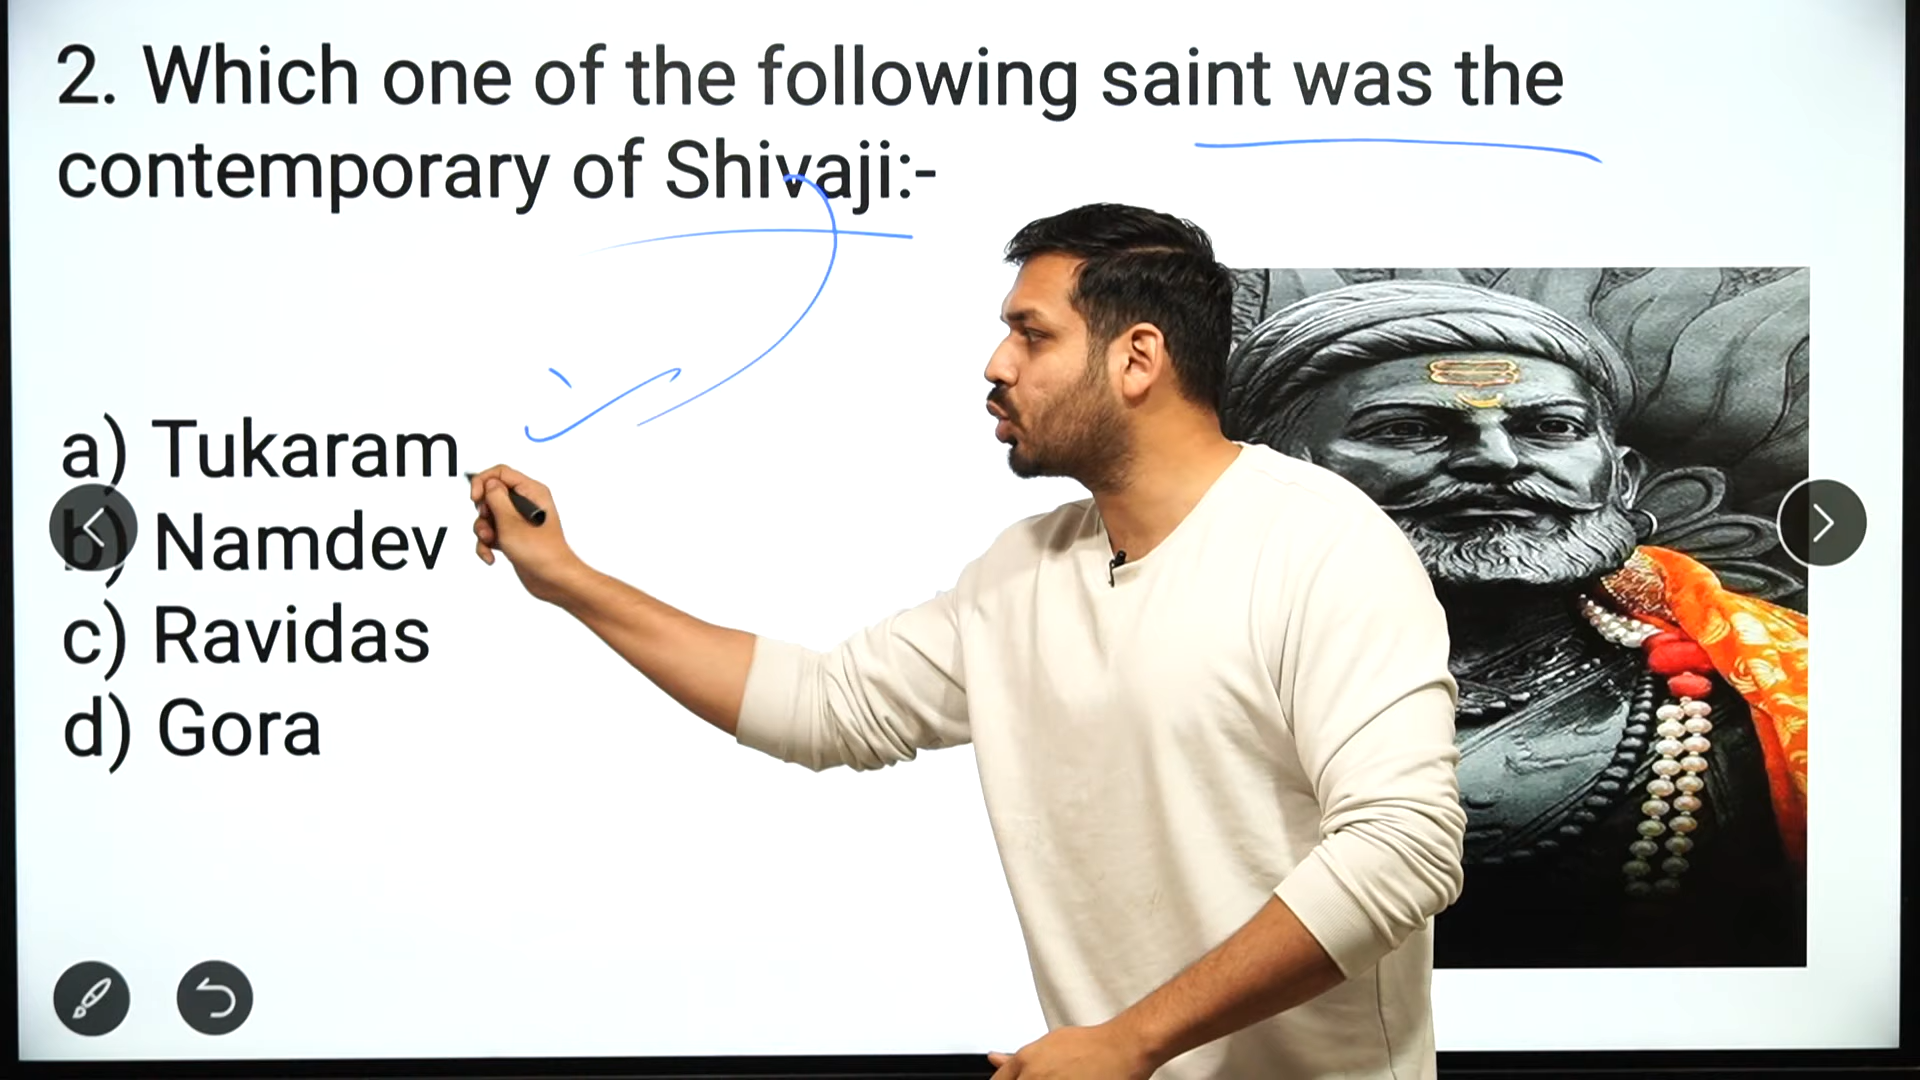 2. Which one of the following saint was the
contemporary of Shivaji:-
a) Tukaram
b) Namdev
c) Ravidas
d) Gora